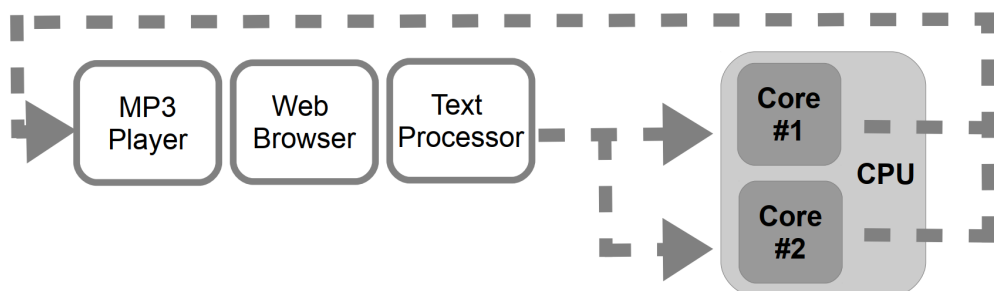 MP3
Player
Web
Browser
Text
Processor
Core
#1
CPU
Core
#2